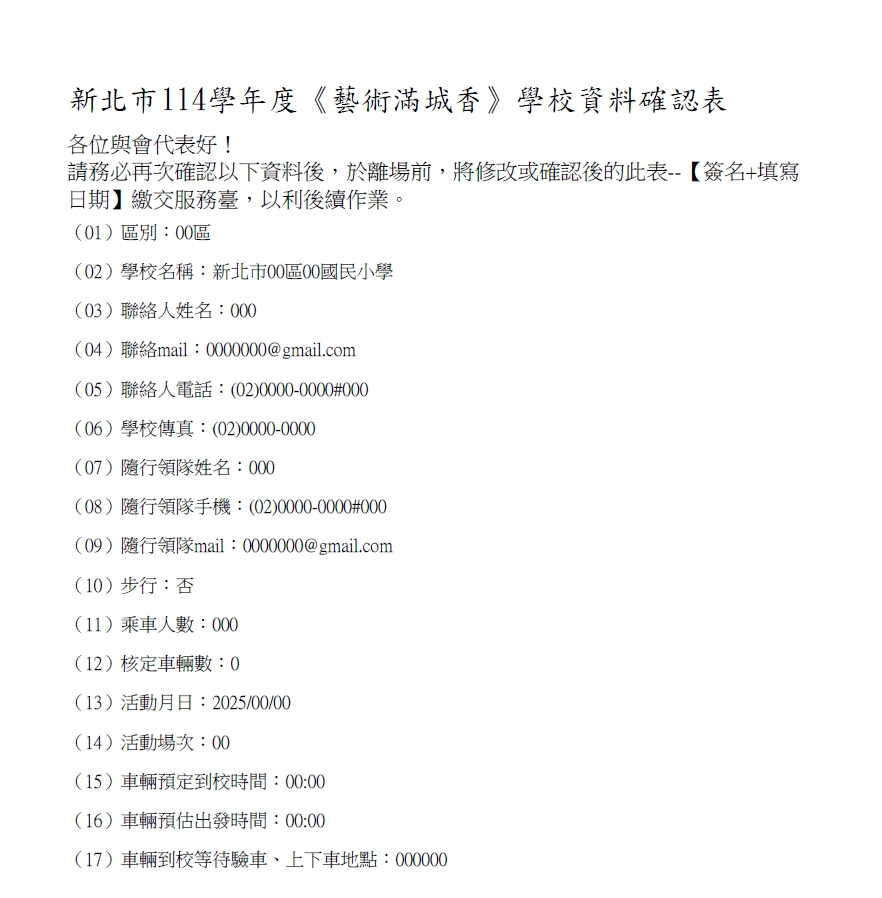 新北市114學年度《藝術滿城香》學校資料確認表
各位與會代表好！
請務必再次確認以下資料後，於離場前，將修改或確認後的此表--【簽名+填寫
日期】繳交服務臺，以利後續作業。
（01）區別：00區
（02）學校名稱：新北市00區00國民小學
（03）聯絡人姓名：000
（04）聯絡mail：0000000@gmail.com
（05）聯絡人電話：(02)0000-0000#000
（06）學校傳真：(02)0000-0000
（07）隨行領隊姓名：000
（08）隨行領隊手機：(02)0000-0000#000
（09）隨行領隊mail：0000000@gmail.com
（10）步行：否
（11）乘車人數：000
（12）核定車輛數：0
（13）活動月日：2025/00/00
（14）活動場次：00
（15）車輛預定到校時間：00:00
（16）車輛預估出發時間：00:00
（17）車輛到校等待驗車、上下車地點：000000